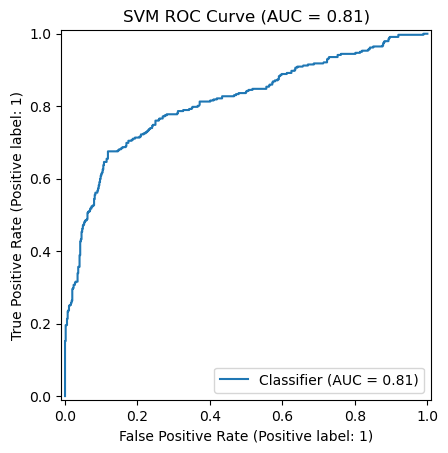 SVM ROC Curve (AUC = 0.81)
1.0
0.8
0.6
0.4
0.2
0.0
True Positive Rate (Positive label: 1)
Classifier (AUC = 0.81)
0.0 0.2 0.4 0.6 0.8 1.0
False Positive Rate (Positive label: 1)